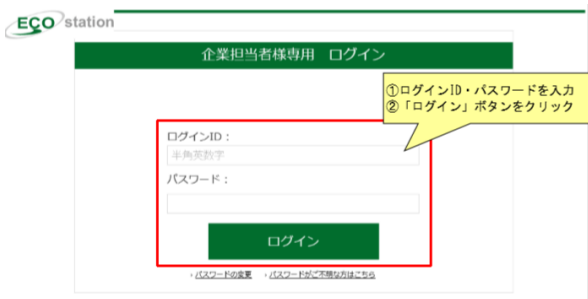 ECO station
企業担当者様専用 ログイン
①ログインID・パスワードを入力
②「ログイン」ボタンをクリック
ログインID：
半角英数字
パスワード：
ログイン
› パスワードの変更 › パスワードがご不明な方はこちら